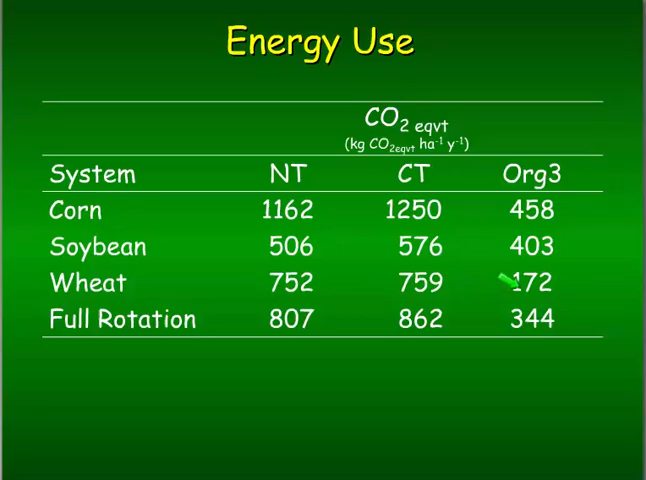 Energy Use
CO2 eqvt
(kg CO2eqvt ha-1 y-1)
System NT CT Org3
Corn 1162 1250 458
Soybean 506 576 403
Wheat 752 759 172
Full Rotation 807 862 344